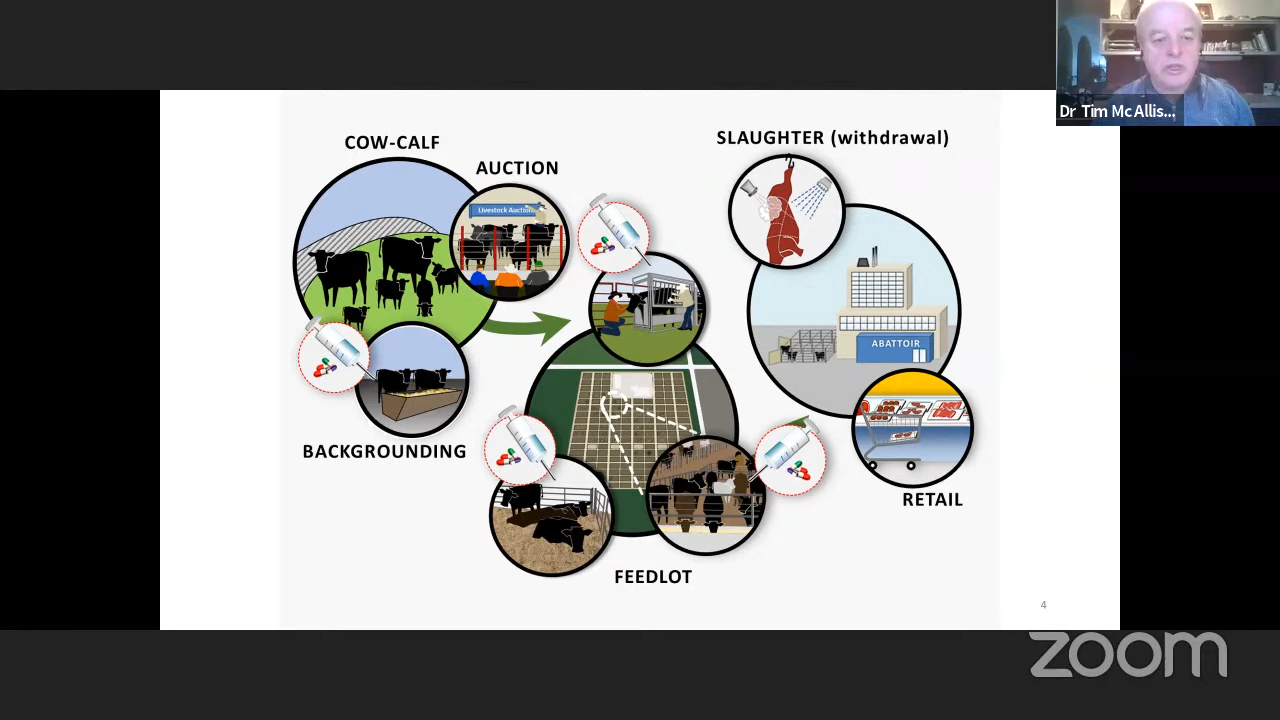 Dr Tim McAllis...
COW-CALF
SLAUGHTER (withdrawal)
AUCTION
Livestock Auction
ABATTOIR
BACKGROUNDING
RETAIL
FEEDLOT
4
zoom